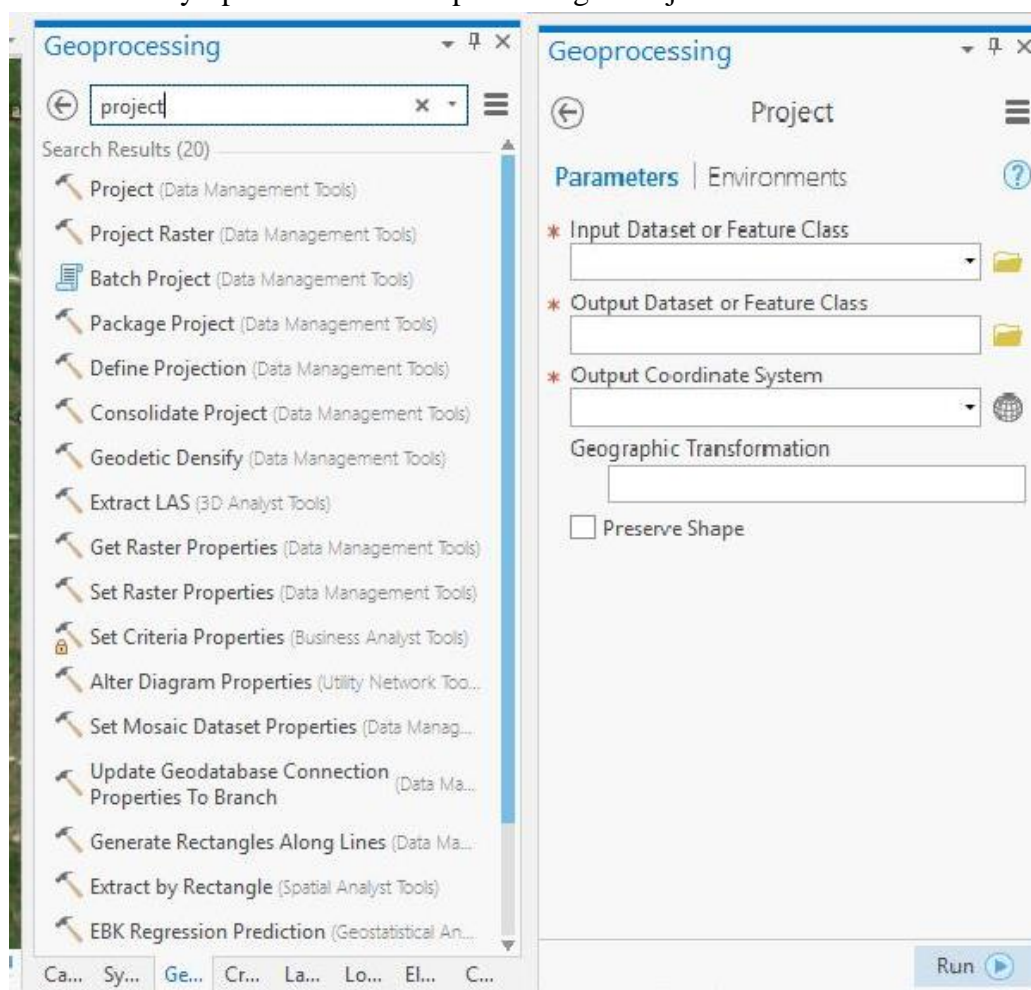 Geoprocessing
project
Search Results (20)
Project (Data Management Tools)
Project Raster (Data Management Tools)
Batch Project (Data Management Tools)
Package Project (Data Management Tools)
Define Projection (Data Management Tools)
Consolidate Project (Data Management Tools)
Geodetic Densify (Data Management Tools)
Extract LAS (3D Analyst Tools)
Get Raster Properties (Data Management Tools)
Set Raster Properties (Data Management Tools)
Set Criteria Properties (Business Analyst Tools)
Alter Diagram Properties (Utility Network Too...
Set Mosaic Dataset Properties (Data Manag...
Update Geodatabase Connection (Data Ma...
Properties To Branch
Generate Rectangles Along Lines (Data Ma...
Extract by Rectangle (Spatial Analyst Tools)
EBK Regression Prediction (Geostatistical An...
Ca... Sy... Ge... Cr... La... Lo... El... C...
Geoprocessing
Project
Parameters | Environments
* Input Dataset or Feature Class
* Output Dataset or Feature Class
* Output Coordinate System
Geographic Transformation
Preserve Shape
Run